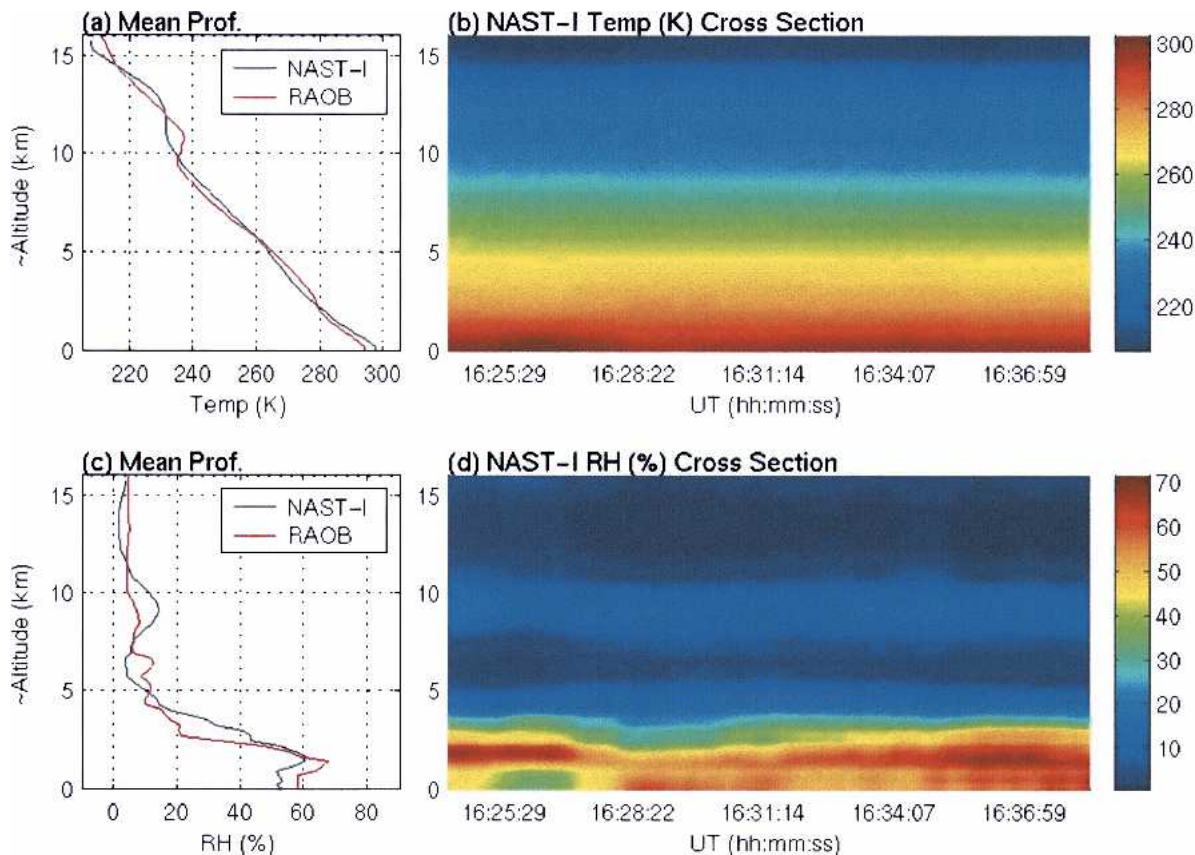 (a) Mean Prof.
NAST-I
RAOB
15
10
5
0
~Altitude (km)
220 240 260 280 300
Temp (K)
(b) NAST-I Temp (K) Cross Section
15
10
5
0
16:25:29 16:28:22 16:31:14 16:34:07 16:36:59
UT (hh:mm:ss)
300
280
260
240
220
(c) Mean Prof.
NAST-I
RAOB
15
10
5
0
~Altitude (km)
0 20 40 60 80
RH (%)
(d) NAST-I RH (%) Cross Section
15
10
5
0
16:25:29 16:28:22 16:31:14 16:34:07 16:36:59
UT (hh:mm:ss)
70
60
50
40
30
20
10